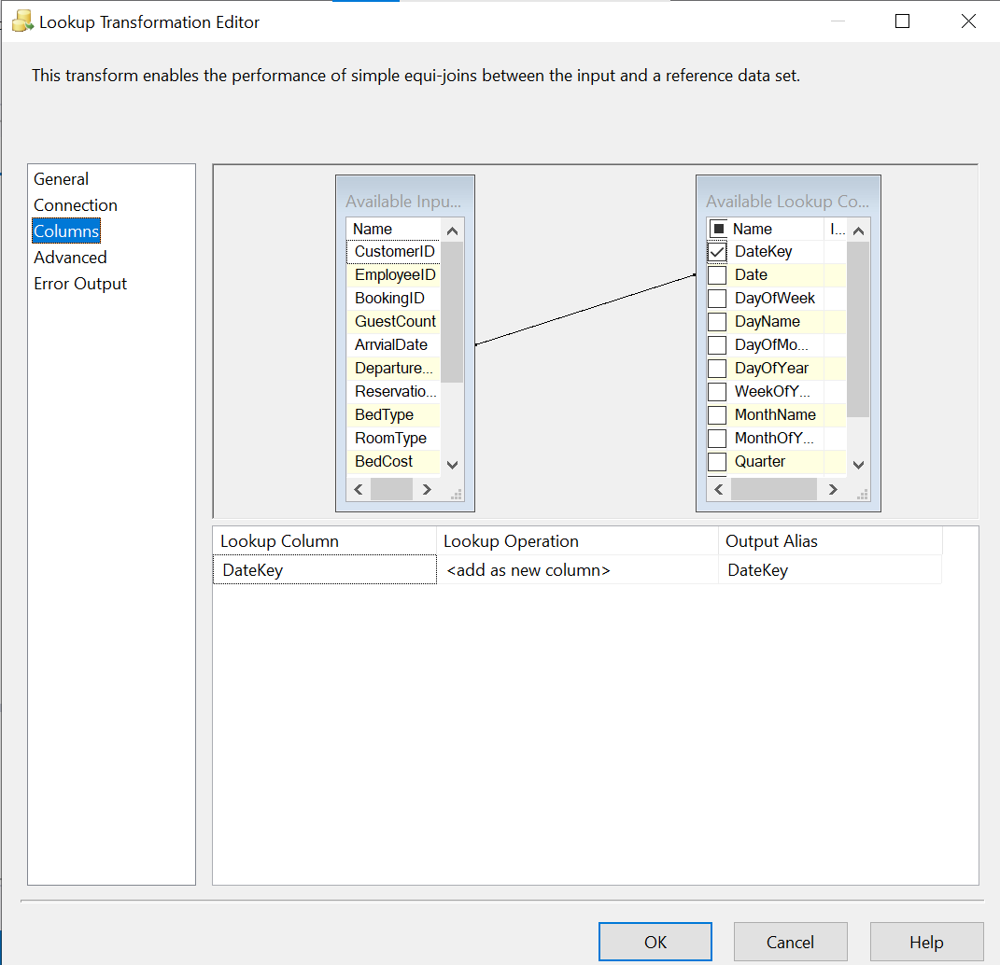 Lookup Transformation Editor
This transform enables the performance of simple equi-joins between the input and a reference data set.
General
Connection
Columns
Advanced
Error Output
Available Inpu...
Name
CustomerID
EmployeeID
BookingID
GuestCount
ArrvialDate
Departure...
Reservatio...
BedType
RoomType
BedCost
Available Lookup Co...
Name I...
DateKey
Date
DayOfWeek
DayName
DayOfMo...
DayOfYear
WeekOfY...
MonthName
MonthOfY...
Quarter
Lookup Column Lookup Operation Output Alias
DateKey <add as new column> DateKey
OK Cancel Help